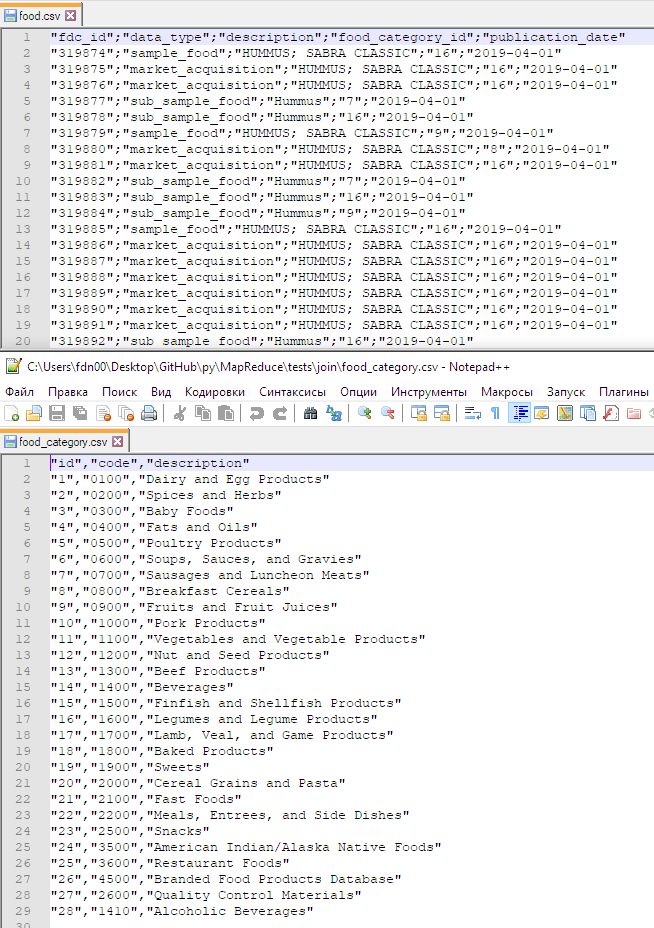 food.csv
1 "fdc_id";"data_type";"description";"food_category_id";"publication_date"
2 "319874";"sample_food";"HUMMUS; SABRA CLASSIC";"16";"2019-04-01"
3 "319875";"market_acquisition";"HUMMUS; SABRA CLASSIC";"16";"2019-04-01"
4 "319876";"market_acquisition";"HUMMUS; SABRA CLASSIC";"16";"2019-04-01"
5 "319877";"sub_sample_food";"Hummus";"7";"2019-04-01"
6 "319878";"sub_sample_food";"Hummus";"16";"2019-04-01"
7 "319879";"sample_food";"HUMMUS; SABRA CLASSIC";"9";"2019-04-01"
8 "319880";"market_acquisition";"HUMMUS; SABRA CLASSIC";"8";"2019-04-01"
9 "319881";"market_acquisition";"HUMMUS; SABRA CLASSIC";"16";"2019-04-01"
10 "319882";"sub_sample_food";"Hummus";"7";"2019-04-01"
11 "319883";"sub_sample_food";"Hummus";"16";"2019-04-01"
12 "319884";"sub_sample_food";"Hummus";"9";"2019-04-01"
13 "319885";"sample_food";"HUMMUS; SABRA CLASSIC";"16";"2019-04-01"
14 "319886";"market_acquisition";"HUMMUS; SABRA CLASSIC";"16";"2019-04-01"
15 "319887";"market_acquisition";"HUMMUS; SABRA CLASSIC";"16";"2019-04-01"
16 "319888";"market_acquisition";"HUMMUS; SABRA CLASSIC";"16";"2019-04-01"
17 "319889";"market_acquisition";"HUMMUS; SABRA CLASSIC";"16";"2019-04-01"
18 "319890";"market_acquisition";"HUMMUS; SABRA CLASSIC";"16";"2019-04-01"
19 "319891";"market_acquisition";"HUMMUS; SABRA CLASSIC";"16";"2019-04-01"
20 "319892";"sub_sample_food";"Hummus";"16";"2019-04-01"
C:\Users\fdn00\Desktop\GitHub\py\MapReduce\tests\join\food_category.csv - Notepad++
Файл Правка Поиск Вид Кодировки Синтаксисы Опции Инструменты Макросы Запуск Плагины
food_category.csv
1 "id","code","description"
2 "1","0100","Dairy and Egg Products"
3 "2","0200","Spices and Herbs"
4 "3","0300","Baby Foods"
5 "4","0400","Fats and Oils"
6 "5","0500","Poultry Products"
7 "6","0600","Soups, Sauces, and Gravies"
8 "7","0700","Sausages and Luncheon Meats"
9 "8","0800","Breakfast Cereals"
10 "9","0900","Fruits and Fruit Juices"
11 "10","1000","Pork Products"
12 "11","1100","Vegetables and Vegetable Products"
13 "12","1200","Nut and Seed Products"
14 "13","1300","Beef Products"
15 "14","1400","Beverages"
16 "15","1500","Finfish and Shellfish Products"
17 "16","1600","Legumes and Legume Products"
18 "17","1700","Lamb, Veal, and Game Products"
19 "18","1800","Baked Products"
20 "19","1900","Sweets"
21 "20","2000","Cereal Grains and Pasta"
22 "21","2100","Fast Foods"
23 "22","2200","Meals, Entrees, and Side Dishes"
24 "23","2500","Snacks"
25 "24","3500","American Indian/Alaska Native Foods"
26 "25","3600","Restaurant Foods"
27 "26","4500","Branded Food Products Database"
28 "27","2600","Quality Control Materials"
29 "28","1410","Alcoholic Beverages"
30